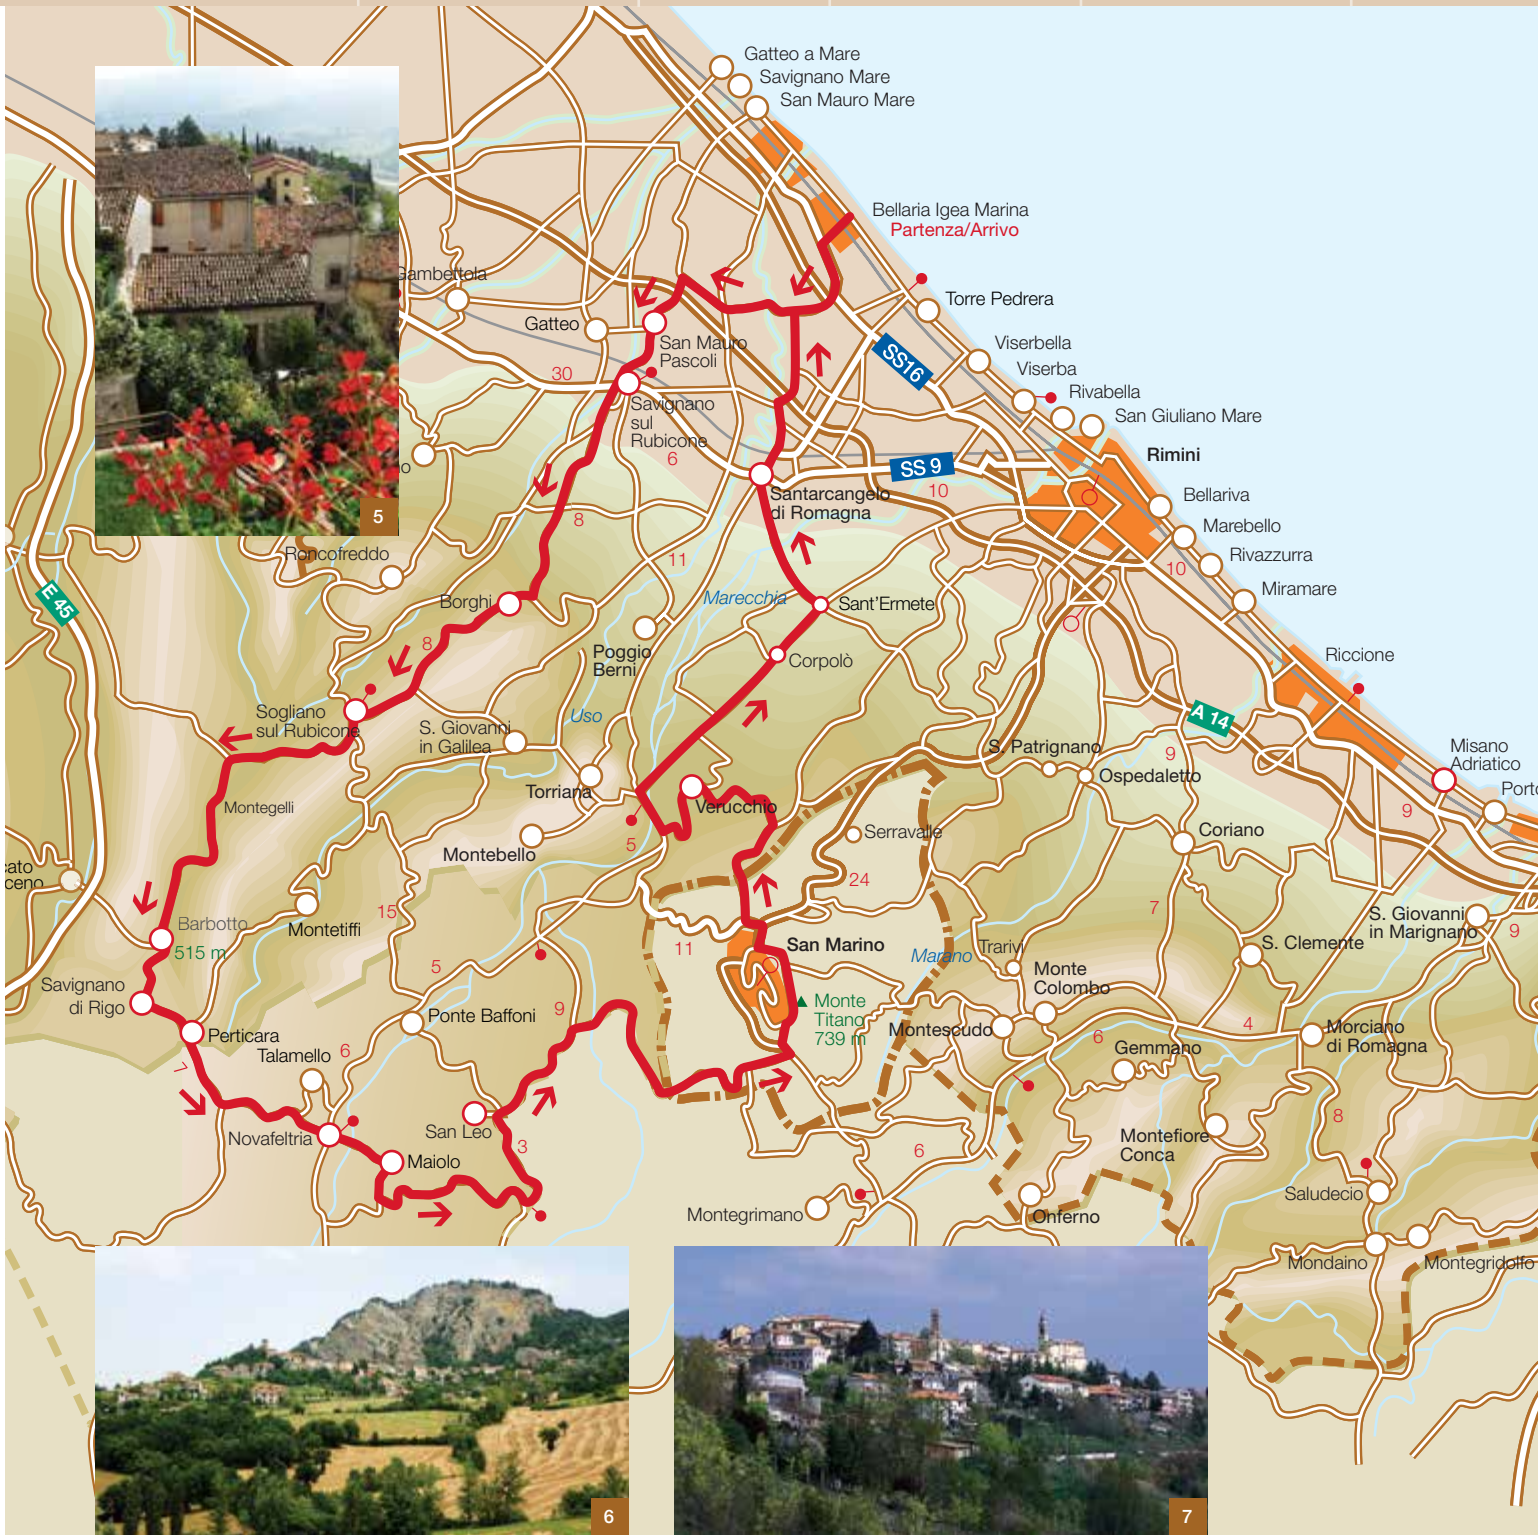 Gatteo a Mare
Savignano Mare
San Mauro Mare
Bellaria Igea Marina
Partenza/Arrivo
Gambettola
Torre Pedrera
Gatteo
San Mauro
Pascoli
SS16
Viserbella
Viserba
Rivabella
San Giuliano Mare
30
Savignano
sul
Rubicone
6
Rimini
SS 9
10
Santarcangelo
di Romagna
Bellariva
Marebello
Rivazzurra
10
Miramare
5
8
11
Roncofreddo
E 45
Borghi
Marecchia
Sant'Ermete
Poggio
Berni
Corpolò
Riccione
8
Sogliano
sul Rubicone
S. Giovanni
in Galilea
Uso
A 14
S. Patrignano
Ospedaletto
9
Misano
Adriatico
Torriana
Verucchio
Montegelli
5
Montebello
Serravalle
Coriano
9
24
15
Montetiffi
Barbotto
515 m
7
S. Giovanni
in Marignano
9
S. Clemente
San Marino
11
Marano
Trarivi
Monte
Colombo
5
Savignano
di Rigo
Ponte Baffoni
9
Monte
Titano
739 m
Montescudo
6
4
Morciano
di Romagna
Perticara
Talamello
6
Gemmano
7
Novafeltria
San Leo
3
Maiolo
8
Montefiore
Conca
6
Saludecio
Montegrimano
Onferno
Mondaino
Montegridolfo
6
7